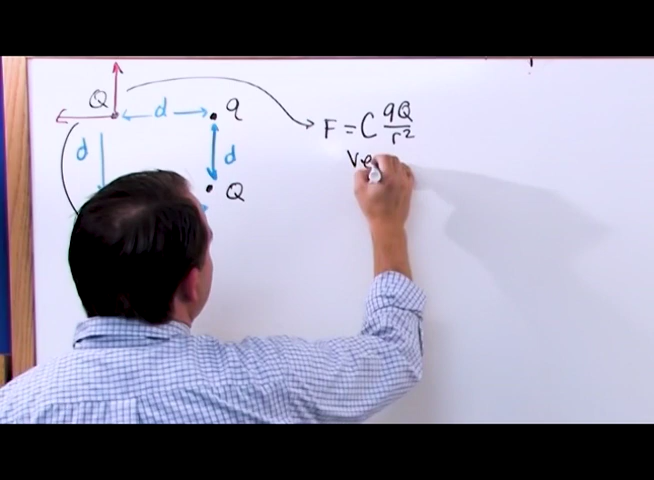 Q d q
d d
Q
F = C qQ/r²
Ve